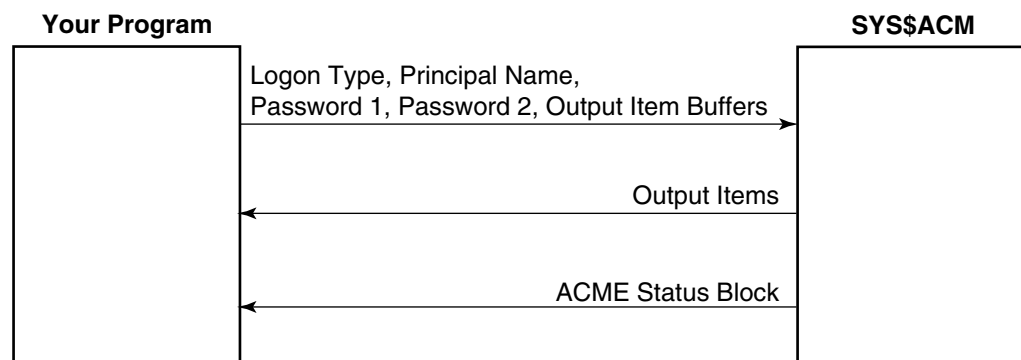 Your Program
SYS$ACM
Logon Type, Principal Name,
Password 1, Password 2, Output Item Buffers
Output Items
ACME Status Block